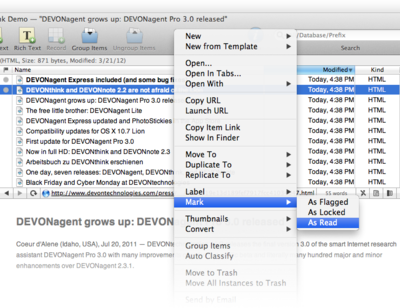 nk Demo — "DEVONagent grows up: DEVONagent Pro 3.0 released"
ext Rich Text Group Items Ungroup Items /Database/Prefix
Search
(HTML, Size: 871 bytes, Modified: 3/21/12)
Modified Kind
DEVONagent Express included (and some bug fi Today, 4:38 PM HTML
DEVONthink and DEVONnote 2.2 are not afraid o Today, 4:38 PM HTML
DEVONagent grows up: DEVONagent Pro 3.0 relea Today, 4:38 PM HTML
The free little brother: DEVONagent Lite Today, 4:38 PM HTML
DEVONagent Express updated and PhotoStickies Today, 4:38 PM HTML
Compatibility updates for OS X 10.7 Lion Today, 4:38 PM HTML
First update for DEVONagent Pro 3.0 Today, 4:38 PM HTML
Now in full HD: DEVONthink and DEVONnote 2.3 Today, 4:38 PM HTML
Arbeitsbuch zu DEVONthink erschienen Today, 4:38 PM HTML
One day, seven releases: DEVONagent, DEVONth Today, 4:38 PM HTML
Black Friday and Cyber Monday at DEVONtechno Today, 4:38 PM HTML
http://www.devontechnologies.com/press 7.html 55 words
New
New from Template
Open...
Open In Tabs...
Open With
Copy URL
Launch URL
Copy Item Link
Show In Finder
Move To
Duplicate To
Replicate To
Label
Mark
As Flagged
As Locked
As Read
Thumbnails
Convert
Group Items
Auto Classify
Move to Trash
Move All Instances to Trash
Send by Email
DEVONagent grows up: DEVONagent
Coeur d'Alene (Idaho, USA), Jul 20, 2011 — DEVONte 3.0 of the smart Internet research
assistant DEVONagent Pro 3.0 with many improvemen undred major and minor
enhancements over DEVONagent 2.3.1.